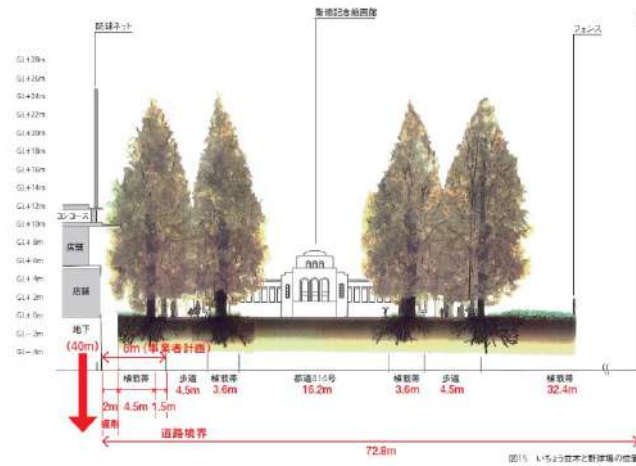 防球ネット
聖徳記念絵画館
フェンス
GL+28m
GL+26m
GL+24m
GL+22m
GL+20m
GL+18m
GL+16m
GL+14m
GL+12m
GL+10m
GL+8m
GL+6m
GL+4m
GL+2m
GL±0m
GL-2m
GL-4m
コンコース
店舗
店舗
地下
(40m)
8m (事業者計画)
植栽帯 歩道 植栽帯 都道414号 植栽帯 歩道 植栽帯
2m 4.5m 1.5m 4.5m 3.6m 16.2m 3.6m 4.5m 32.4m
掘削
道路境界
72.8m
図15 いちょう並木と野球場の位置